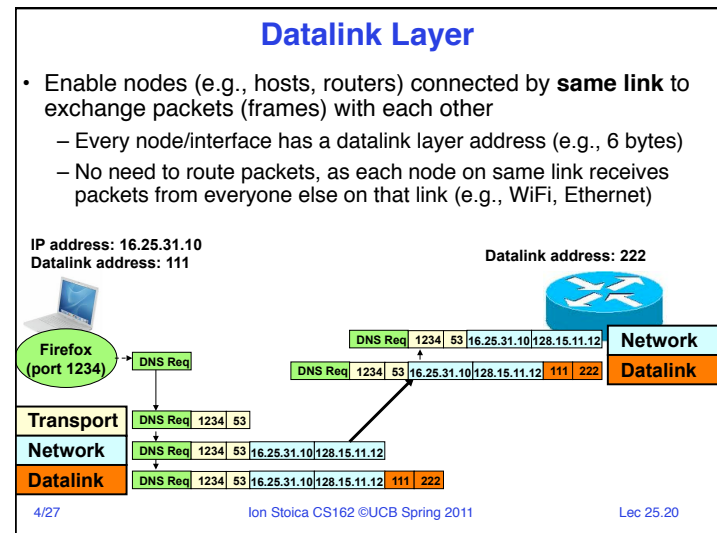 Datalink Layer
• Enable nodes (e.g., hosts, routers) connected by same link to
exchange packets (frames) with each other
– Every node/interface has a datalink layer address (e.g., 6 bytes)
– No need to route packets, as each node on same link receives
packets from everyone else on that link (e.g., WiFi, Ethernet)
IP address: 16.25.31.10
Datalink address: 111
Datalink address: 222
Firefox
(port 1234)
DNS Req
DNS Req 1234 53 16.25.31.10 128.15.11.12
Network
DNS Req 1234 53 16.25.31.10 128.15.11.12 111 222
Datalink
Transport
DNS Req 1234 53
Network
DNS Req 1234 53 16.25.31.10 128.15.11.12
Datalink
DNS Req 1234 53 16.25.31.10 128.15.11.12 111 222
4/27
Ion Stoica CS162 ©UCB Spring 2011
Lec 25.20